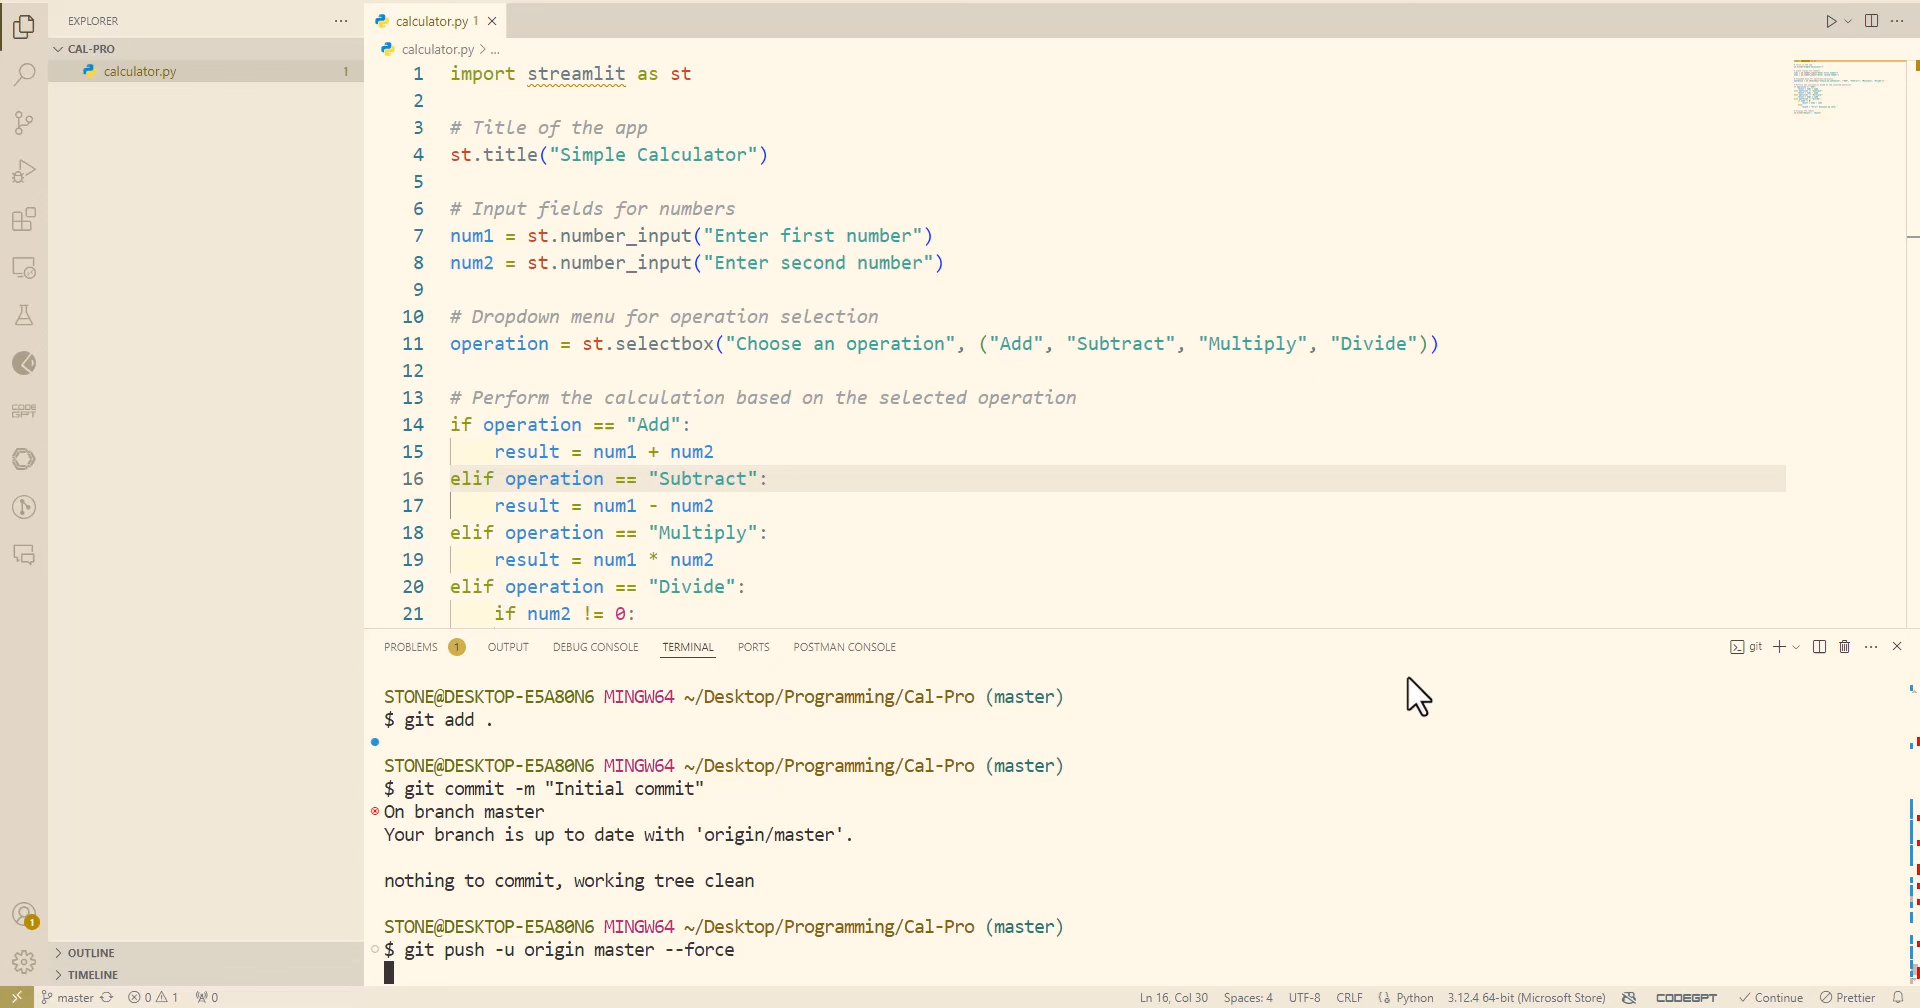 EXPLORER
CAL-PRO
calculator.py 1
OUTLINE
TIMELINE
calculator.py 1
calculator.py > ...
1 import streamlit as st
2
3 # Title of the app
4 st.title("Simple Calculator")
5
6 # Input fields for numbers
7 num1 = st.number_input("Enter first number")
8 num2 = st.number_input("Enter second number")
9
10 # Dropdown menu for operation selection
11 operation = st.selectbox("Choose an operation", ("Add", "Subtract", "Multiply", "Divide"))
12
13 # Perform the calculation based on the selected operation
14 if operation == "Add":
15 result = num1 + num2
16 elif operation == "Subtract":
17 result = num1 - num2
18 elif operation == "Multiply":
19 result = num1 * num2
20 elif operation == "Divide":
21 if num2 != 0:
PROBLEMS 1 OUTPUT DEBUG CONSOLE TERMINAL PORTS POSTMAN CONSOLE git
STONE@DESKTOP-E5A80N6 MINGW64 ~/Desktop/Programming/Cal-Pro (master)
$ git add .
STONE@DESKTOP-E5A80N6 MINGW64 ~/Desktop/Programming/Cal-Pro (master)
$ git commit -m "Initial commit"
On branch master
Your branch is up to date with 'origin/master'.
nothing to commit, working tree clean
STONE@DESKTOP-E5A80N6 MINGW64 ~/Desktop/Programming/Cal-Pro (master)
$ git push -u origin master --force
CODE GPT
1
master 0 1 0 Ln 16, Col 30 Spaces: 4 UTF-8 CRLF Python 3.12.4 64-bit (Microsoft Store) CODEGPT Continue Prettier